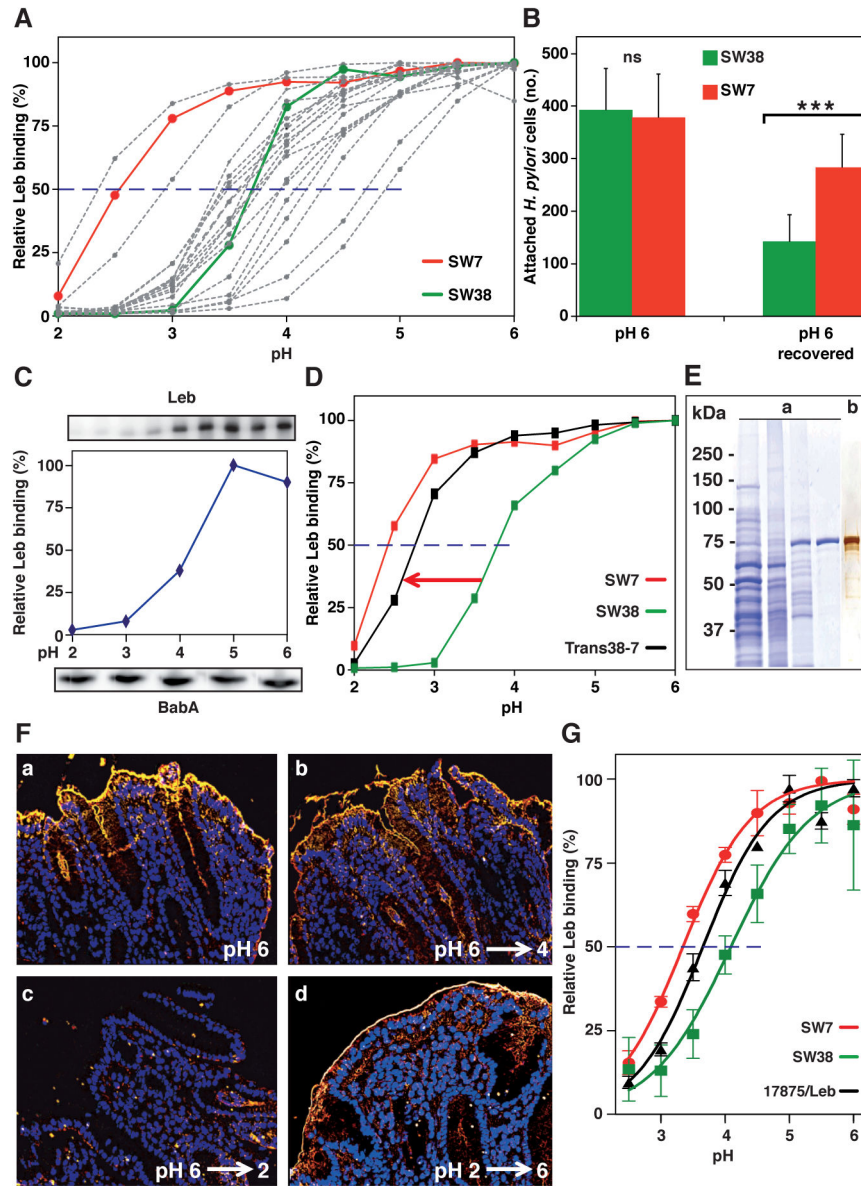 A
Relative Leb binding (%)
100
75
50
25
0
2 3 4 5 6
pH
SW7
SW38
B
Attached H. pylori cells (no.)
500
400
300
200
100
0
ns
SW38
SW7
***
pH 6
pH 6
recovered
C
Leb
Relative Leb binding (%)
100
75
50
25
0
pH 2 3 4 5 6
BabA
D
Relative Leb binding (%)
100
75
50
25
0
2 3 4 5 6
pH
SW7
SW38
Trans38-7
E
kDa a b
250
150
100
75
50
37
F
a
pH 6
b
pH 6 → 4
c
pH 6 → 2
d
pH 2 → 6
G
Relative Leb binding (%)
100
75
50
25
0
3 4 5 6
pH
SW7
SW38
17875/Leb